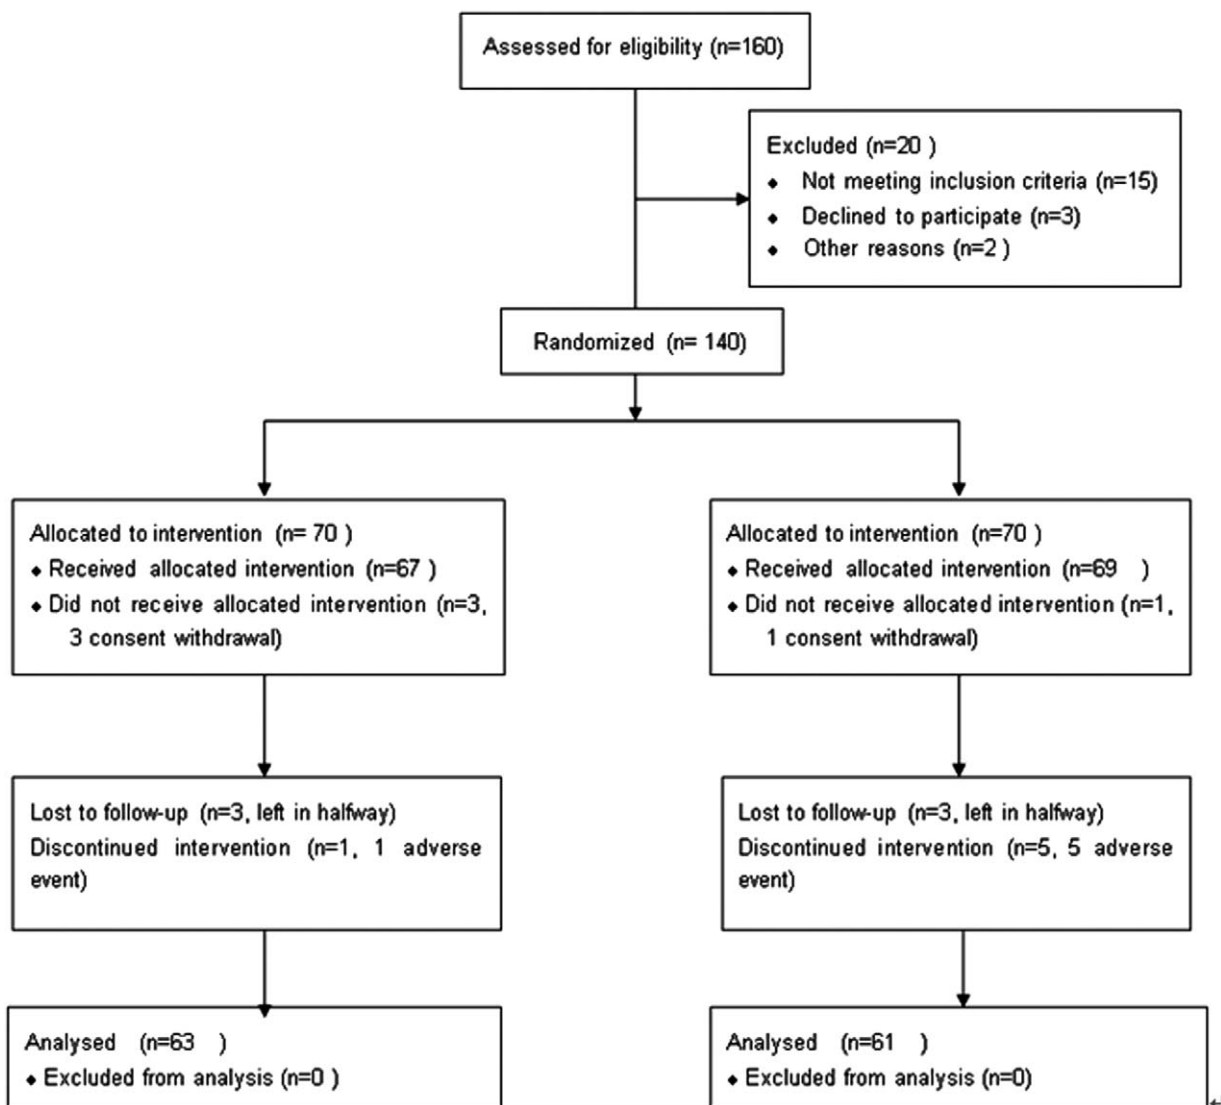 Assessed for eligibility (n=160)
Excluded (n=20 )
◆ Not meeting inclusion criteria (n=15)
◆ Declined to participate (n=3)
◆ Other reasons (n=2 )
Randomized (n= 140)
Allocated to intervention (n= 70 )
◆ Received allocated intervention (n=67 )
◆ Did not receive allocated intervention (n=3,
3 consent withdrawal)
Allocated to intervention (n=70 )
◆ Received allocated intervention (n=69 )
◆ Did not receive allocated intervention (n=1,
1 consent withdrawal)
Lost to follow-up (n=3, left in halfway)
Discontinued intervention (n=1, 1 adverse
event)
Lost to follow-up (n=3, left in halfway)
Discontinued intervention (n=5, 5 adverse
event)
Analysed (n=63 )
◆ Excluded from analysis (n=0 )
Analysed (n=61 )
◆ Excluded from analysis (n=0)